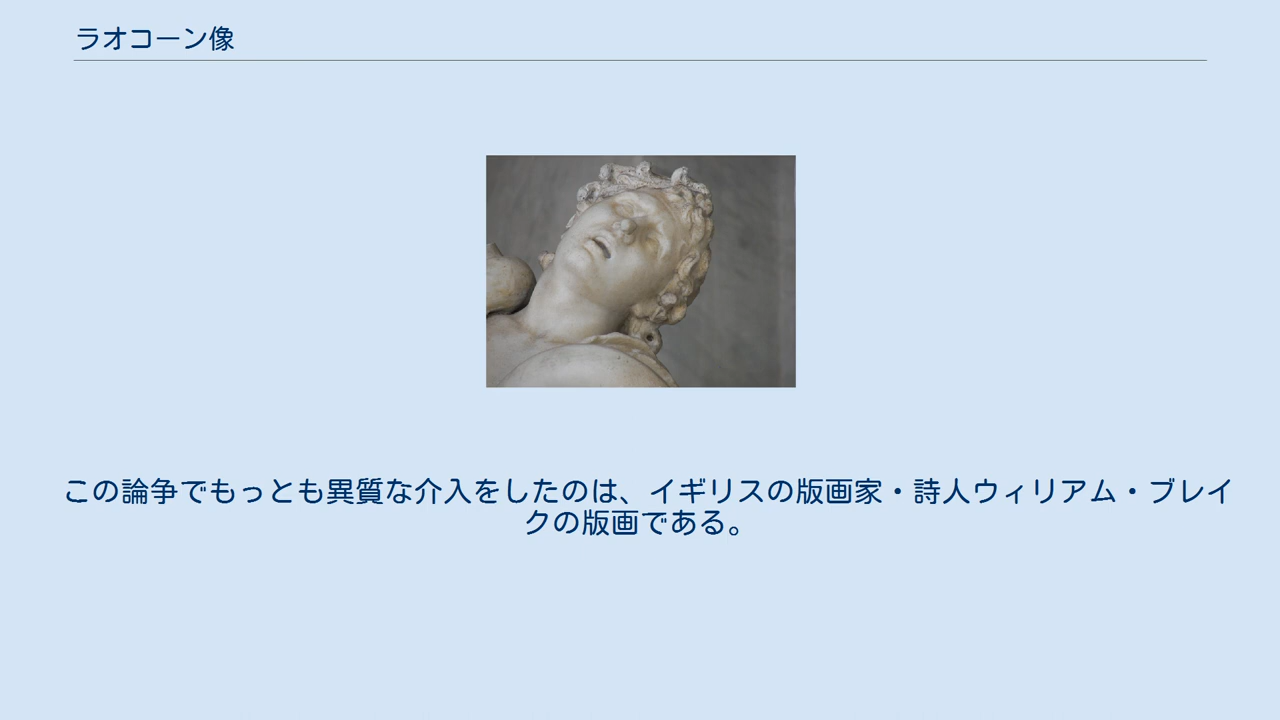 ラオコーン像
この論争でもっとも異質な介入をしたのは、イギリスの版画家・詩人ウィリアム・ブレイ
クの版画である。